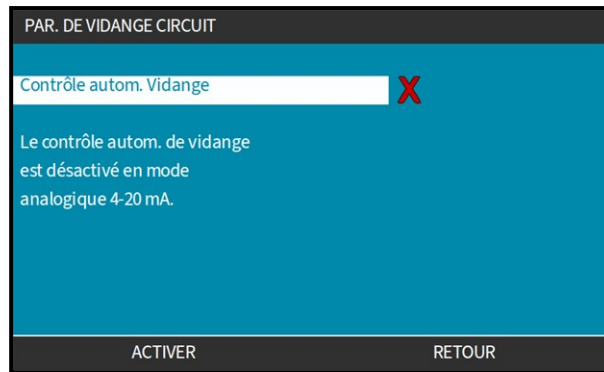 PAR. DE VIDANGE CIRCUIT
Contrôle autom. Vidange X
Le contrôle autom. de vidange
est désactivé en mode
analogique 4-20 mA.
ACTIVER RETOUR